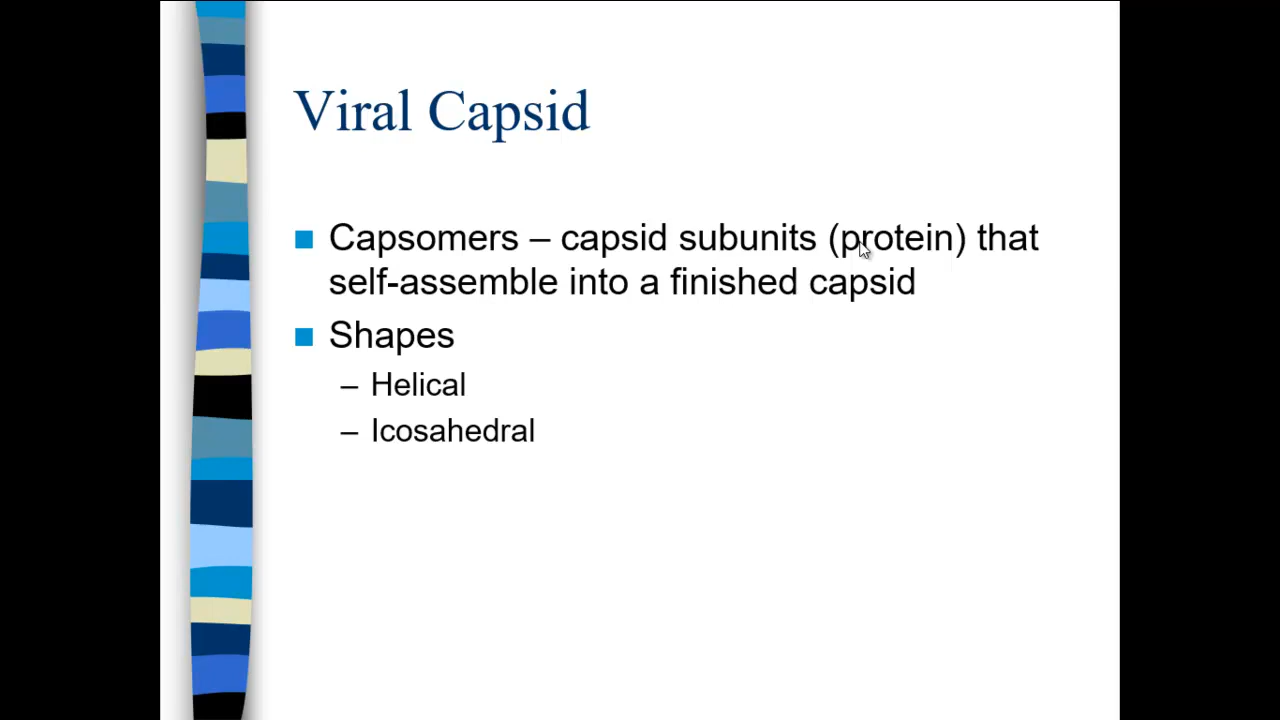 Viral Capsid
Capsomers – capsid subunits (protein) that
self-assemble into a finished capsid
Shapes
– Helical
– Icosahedral